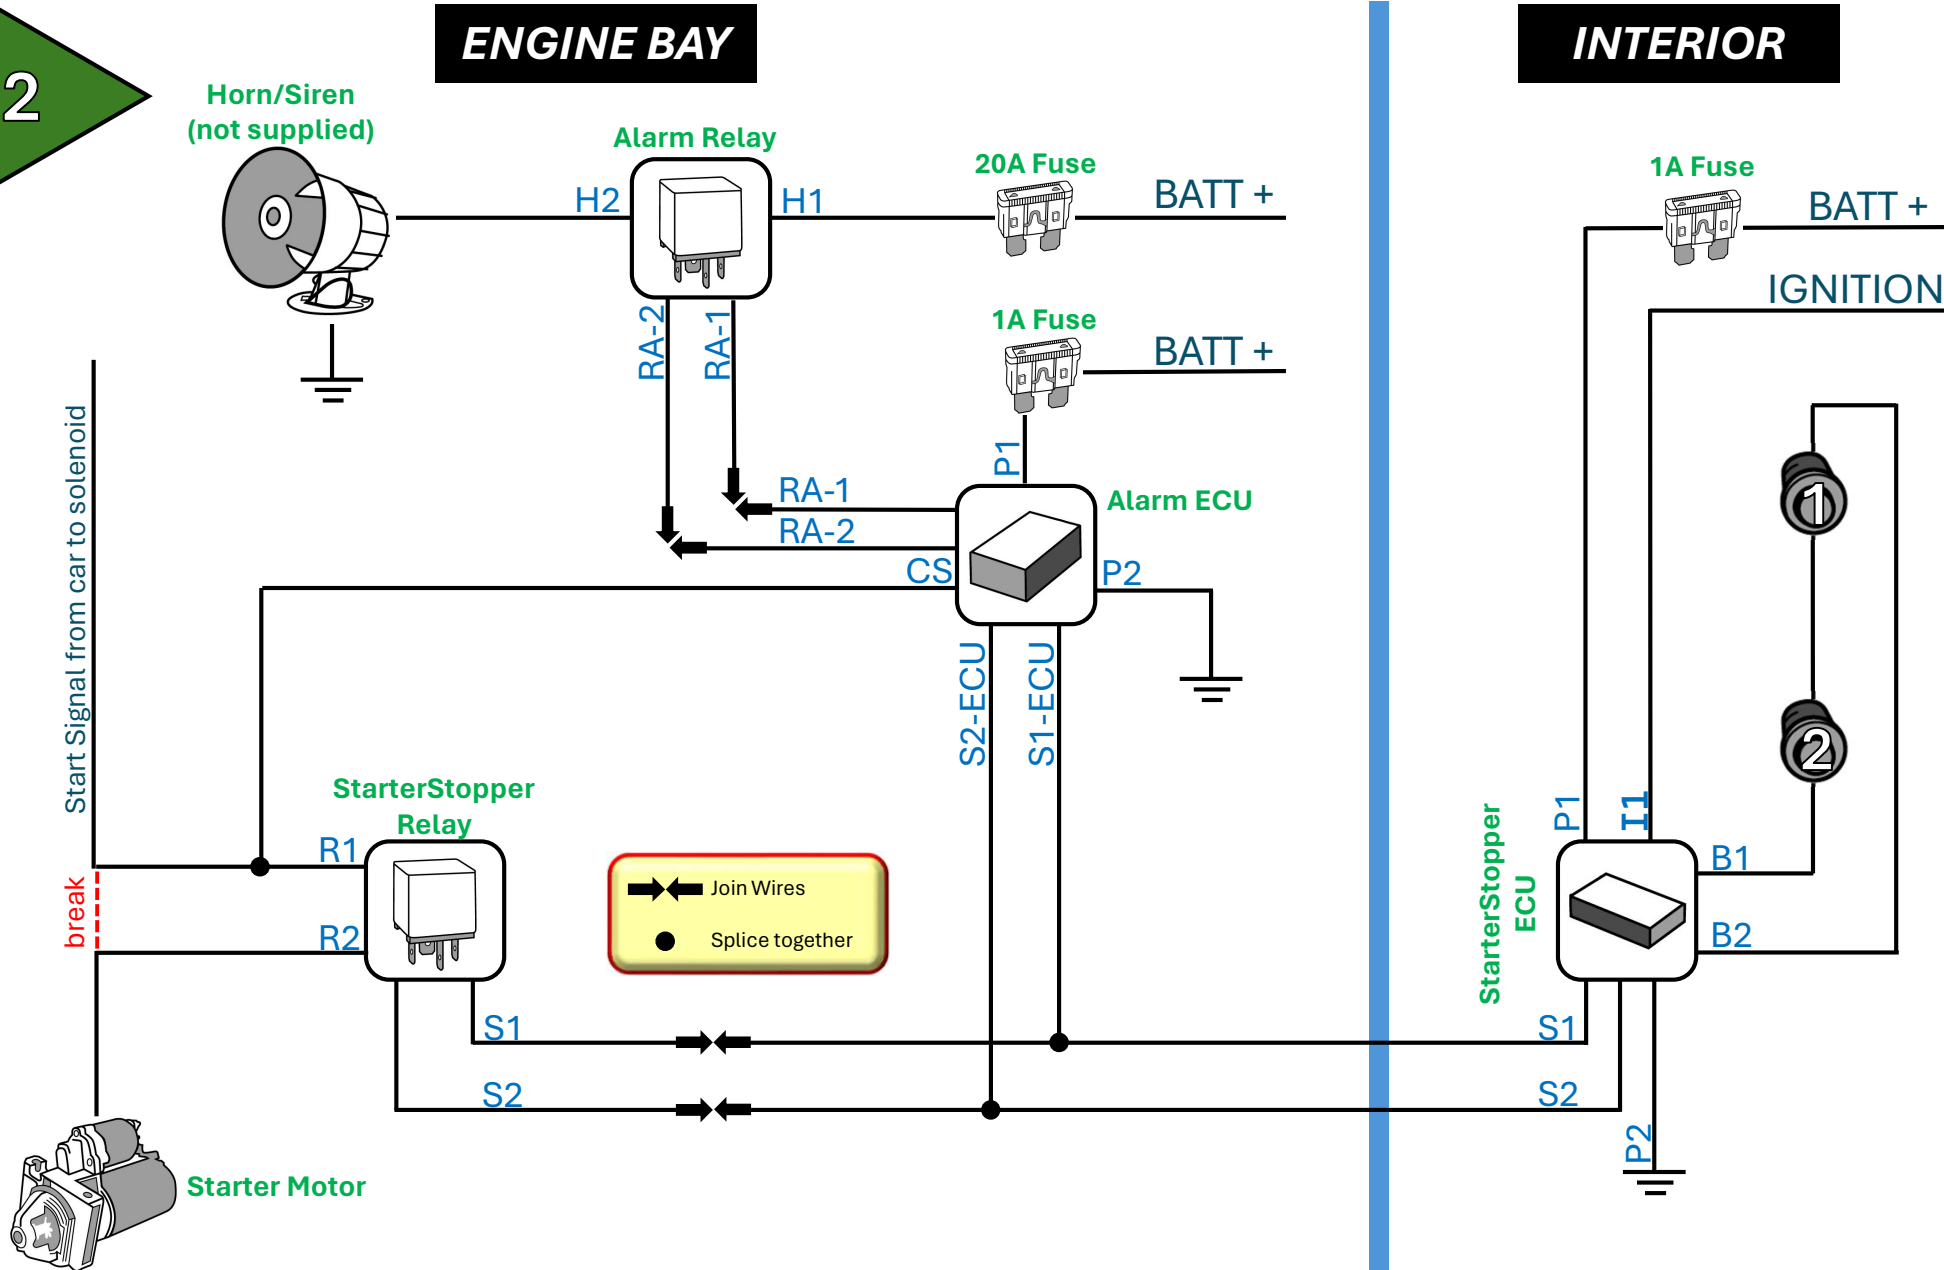 2
ENGINE BAY
INTERIOR
Horn/Siren
(not supplied)
Alarm Relay
20A Fuse
BATT +
H2
H1
1A Fuse
BATT +
IGNITION
RA-2
RA-1
1A Fuse
BATT +
P1
Start Signal from car to solenoid
RA-1
RA-2
CS
Alarm ECU
P2
1
2
S2-ECU
S1-ECU
StarterStopper
Relay
R1
break
R2
Join Wires
Splice together
P1
I1
StarterStopper
ECU
B1
B2
S1
S1
S2
S2
P2
Starter Motor